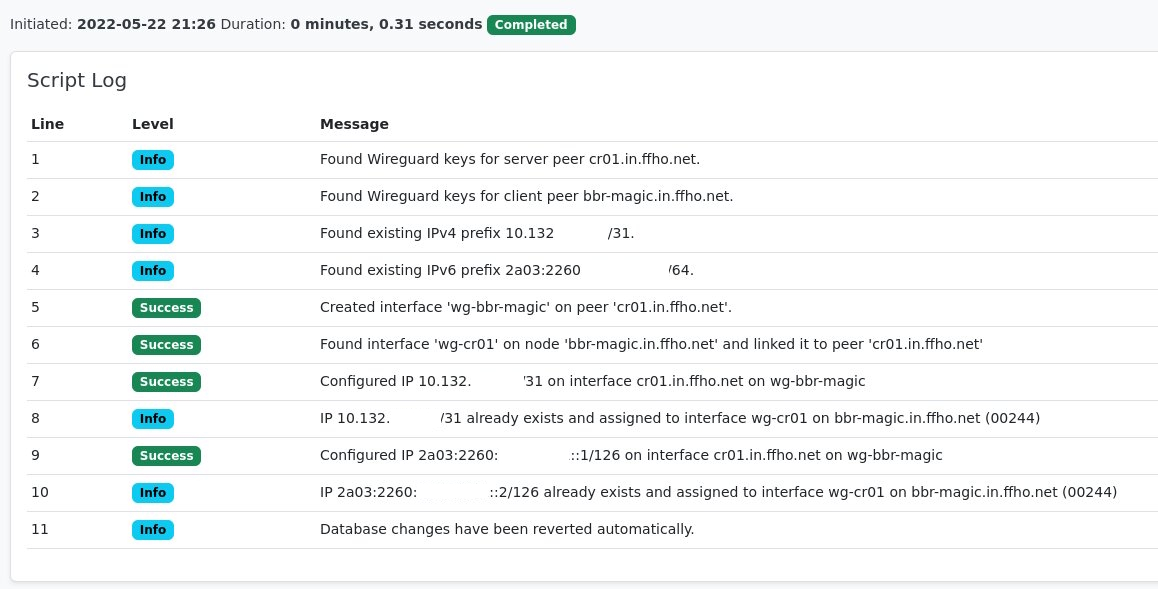 Initiated: 2022-05-22 21:26 Duration: 0 minutes, 0.31 seconds Completed
Script Log
Line Level Message
1 Info Found Wireguard keys for server peer cr01.in.ffho.net.
2 Info Found Wireguard keys for client peer bbr-magic.in.ffho.net.
3 Info Found existing IPv4 prefix 10.132 /31.
4 Info Found existing IPv6 prefix 2a03:2260 /64.
5 Success Created interface 'wg-bbr-magic' on peer 'cr01.in.ffho.net'.
6 Success Found interface 'wg-cr01' on node 'bbr-magic.in.ffho.net' and linked it to peer 'cr01.in.ffho.net'
7 Success Configured IP 10.132. /31 on interface cr01.in.ffho.net on wg-bbr-magic
8 Info IP 10.132. /31 already exists and assigned to interface wg-cr01 on bbr-magic.in.ffho.net (00244)
9 Success Configured IP 2a03:2260: ::1/126 on interface cr01.in.ffho.net on wg-bbr-magic
10 Info IP 2a03:2260: ::2/126 already exists and assigned to interface wg-cr01 on bbr-magic.in.ffho.net (00244)
11 Info Database changes have been reverted automatically.